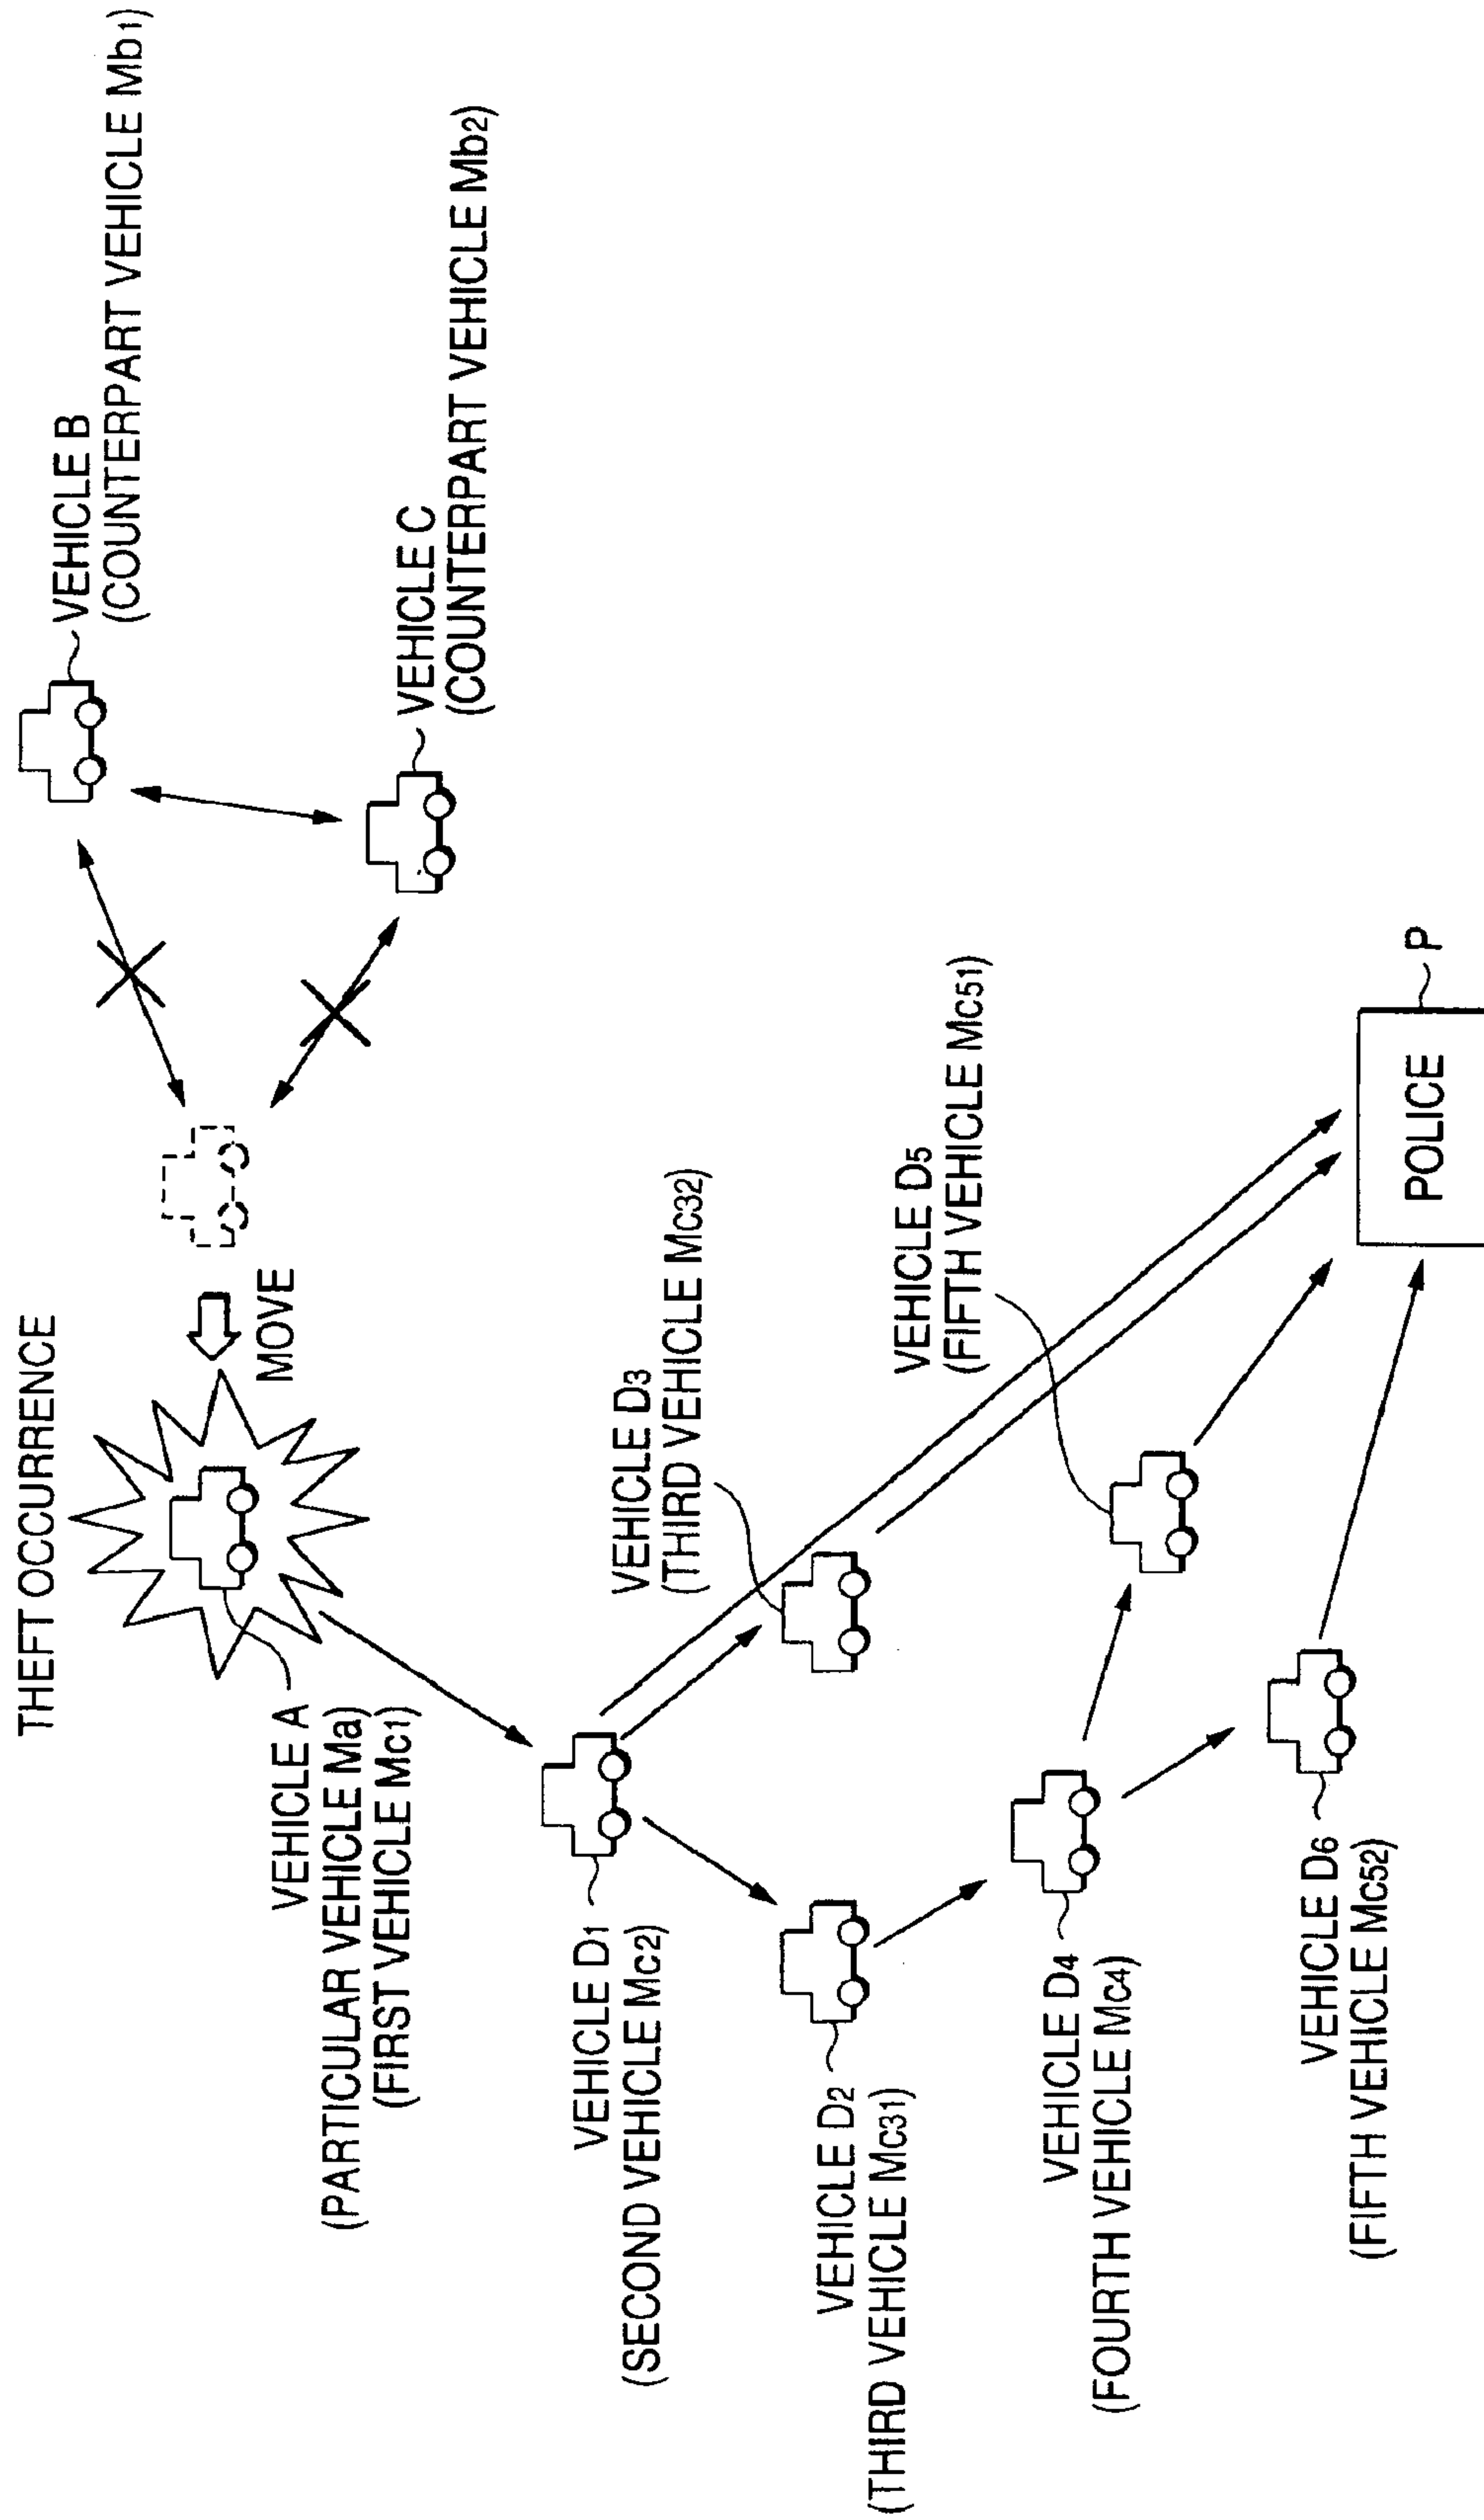 THEFT OCCURRENCE
VEHICLE B
(COUNTERPART VEHICLE Mb1)
MOVE
VEHICLE C
(COUNTERPART VEHICLE Mb2)
VEHICLE A
(PARTICULAR VEHICLE Ma)
(FIRST VEHICLE Mc1)
VEHICLE D1
(SECOND VEHICLE Mc2)
VEHICLE D3
(THIRD VEHICLE Mc32)
VEHICLE D2
(THIRD VEHICLE Mc31)
VEHICLE D5
(FIFTH VEHICLE Mc51)
VEHICLE D4
(FOURTH VEHICLE Mc4)
VEHICLE D6
(FIFTH VEHICLE Mc52)
POLICE
P